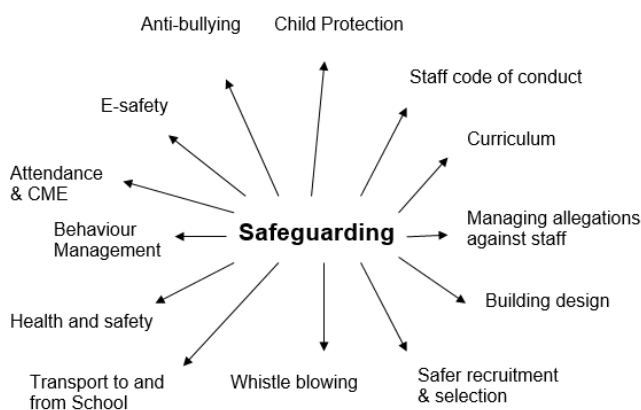 Anti-bullying
Child Protection
Staff code of conduct
E-safety
Curriculum
Attendance
& CME
Behaviour
Management
Safeguarding
Managing allegations
against staff
Building design
Health and safety
Transport to and
from School
Whistle blowing
Safer recruitment
& selection